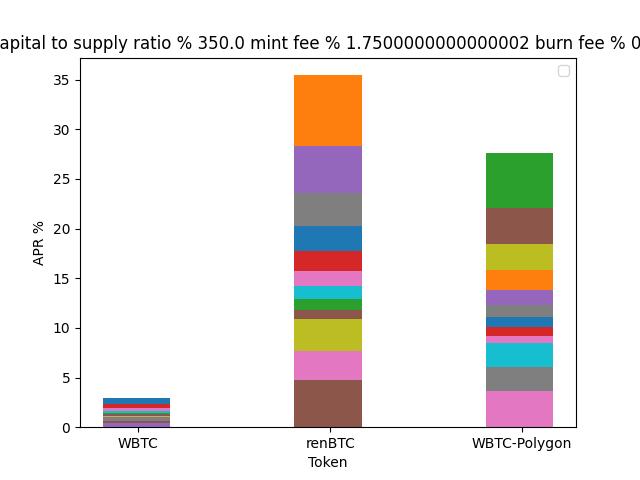 apital to supply ratio % 350.0 mint fee % 1.7500000000000002 burn fee % 0
35
30
25
20
15
10
5
0
APR %
WBTC
renBTC
WBTC-Polygon
Token